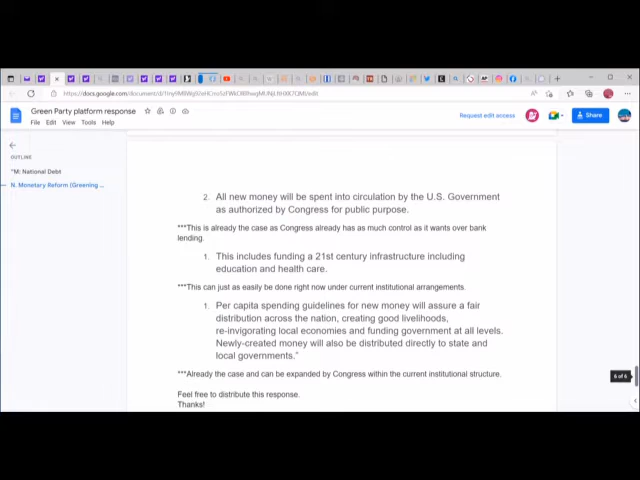 Green Party platform response
File Edit View Tools Help
Request edit access
Share
OUTLINE
"M: National Debt
N. Monetary Reform (Greening ...
2. All new money will be spent into circulation by the U.S. Government
as authorized by Congress for public purpose.
***This is already the case as Congress already has as much control as it wants over bank
lending.
1. This includes funding a 21st century infrastructure including
education and health care.
***This can just as easily be done right now under current institutional arrangements.
1. Per capita spending guidelines for new money will assure a fair
distribution across the nation, creating good livelihoods,
re-invigorating local economies and funding government at all levels.
Newly-created money will also be distributed directly to state and
local governments."
***Already the case and can be expanded by Congress within the current institutional structure.
6 of 6
Feel free to distribute this response.
Thanks!